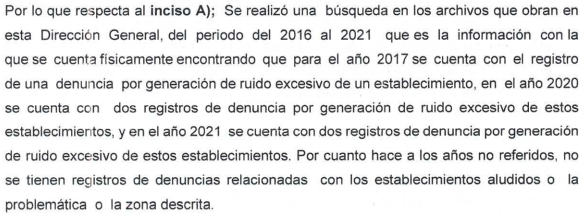 Por lo que respecta al inciso A); Se realizó una búsqueda en los archivos que obran en
esta Dirección General, del periodo del 2016 al 2021 que es la información con la
que se cuenta físicamente encontrando que para el año 2017 se cuenta con el registro
de una denuncia por generación de ruido excesivo de un establecimiento, en el año 2020
se cuenta con dos registros de denuncia por generación de ruido excesivo de estos
establecimientos, y en el año 2021 se cuenta con dos registros de denuncia por generación
de ruido excesivo de estos establecimientos. Por cuanto hace a los años no referidos, no
se tienen registros de denuncias relacionadas con los establecimientos aludidos o la
problemática o la zona descrita.